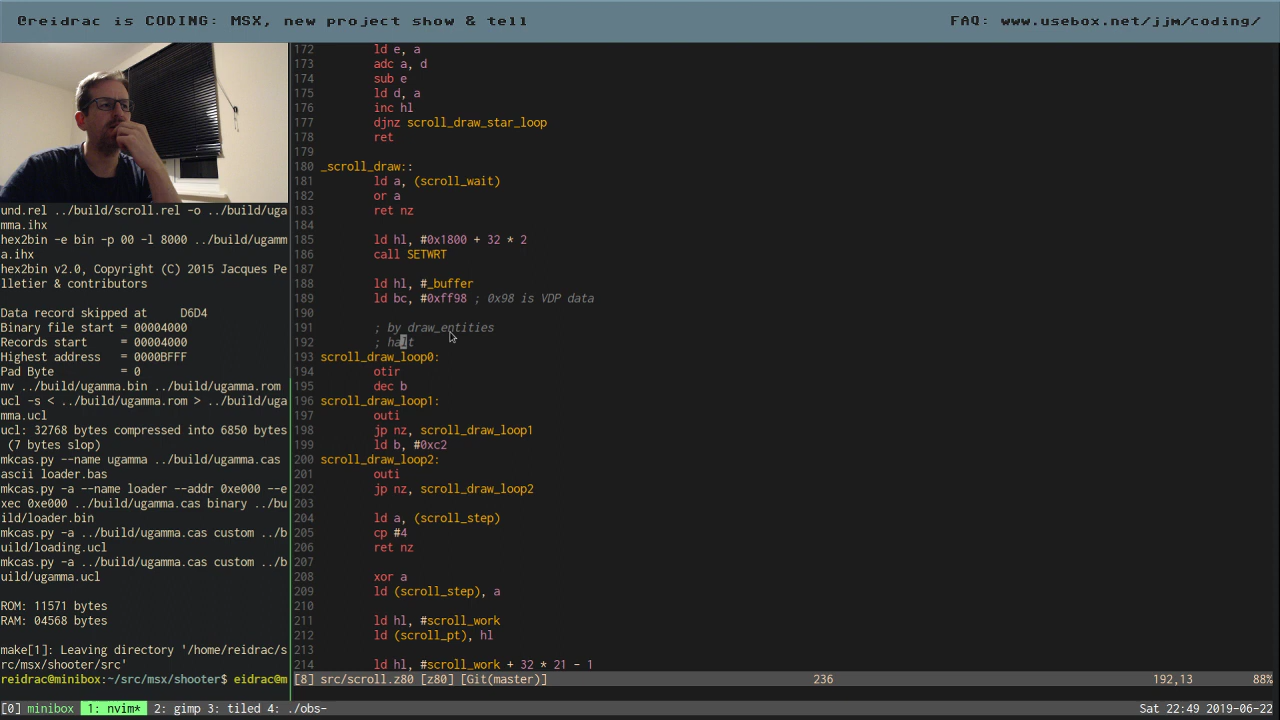 @reidrac is CODING: MSX, new project show & tell
FAQ: www.usebox.net/jjm/coding/
und.rel ../build/scroll.rel -o ../build/uga
mma.ihx
hex2bin -e bin -p 00 -l 8000 ../build/ugamm
a.ihx
hex2bin v2.0, Copyright (C) 2015 Jacques Pe
lletier & contributors
Data record skipped at     D6D4
Binary file start = 00004000
Records start     = 00004000
Highest address   = 0000BFFF
Pad Byte          = 0
mv ../build/ugamma.bin ../build/ugamma.rom
ucl -s < ../build/ugamma.rom > ../build/uga
mma.ucl
ucl: 32768 bytes compressed into 6850 bytes
 (7 bytes slop)
mkcas.py --name ugamma ../build/ugamma.cas
ascii loader.bas
mkcas.py -a --name loader --addr 0xe000 --e
xec 0xe000 ../build/ugamma.cas binary ../bu
ild/loader.bin
mkcas.py -a ../build/ugamma.cas custom ../b
uild/loading.ucl
mkcas.py -a ../build/ugamma.cas custom ../b
uild/ugamma.ucl
ROM: 11571 bytes
RAM: 04568 bytes
make[1]: Leaving directory '/home/reidrac/s
rc/msx/shooter/src'
reidrac@minibox:~/src/msx/shooter$ eidrac@m
172 ld e, a
173 adc a, d
174 sub e
175 ld d, a
176 inc hl
177 djnz scroll_draw_star_loop
178 ret
179
180 _scroll_draw::
181 ld a, (scroll_wait)
182 or a
183 ret nz
184
185 ld hl, #0x1800 + 32 * 2
186 call SETWRT
187
188 ld hl, #_buffer
189 ld bc, #0xff98 ; 0x98 is VDP data
190
191 ; by draw_entities
192 ; halt
193 scroll_draw_loop0:
194 otir
195 dec b
196 scroll_draw_loop1:
197 outi
198 jp nz, scroll_draw_loop1
199 ld b, #0xc2
200 scroll_draw_loop2:
201 outi
202 jp nz, scroll_draw_loop2
203
204 ld a, (scroll_step)
205 cp #4
206 ret nz
207
208 xor a
209 ld (scroll_step), a
210
211 ld hl, #scroll_work
212 ld (scroll_pt), hl
213
214 ld hl, #scroll_work + 32 * 21 - 1
[8] src/scroll.z80 [z80] [Git(master)] 236 192,13 88%
[0] minibox 1: nvim* 2: gimp 3: tiled 4: ./obs- Sat 22:49 2019-06-22